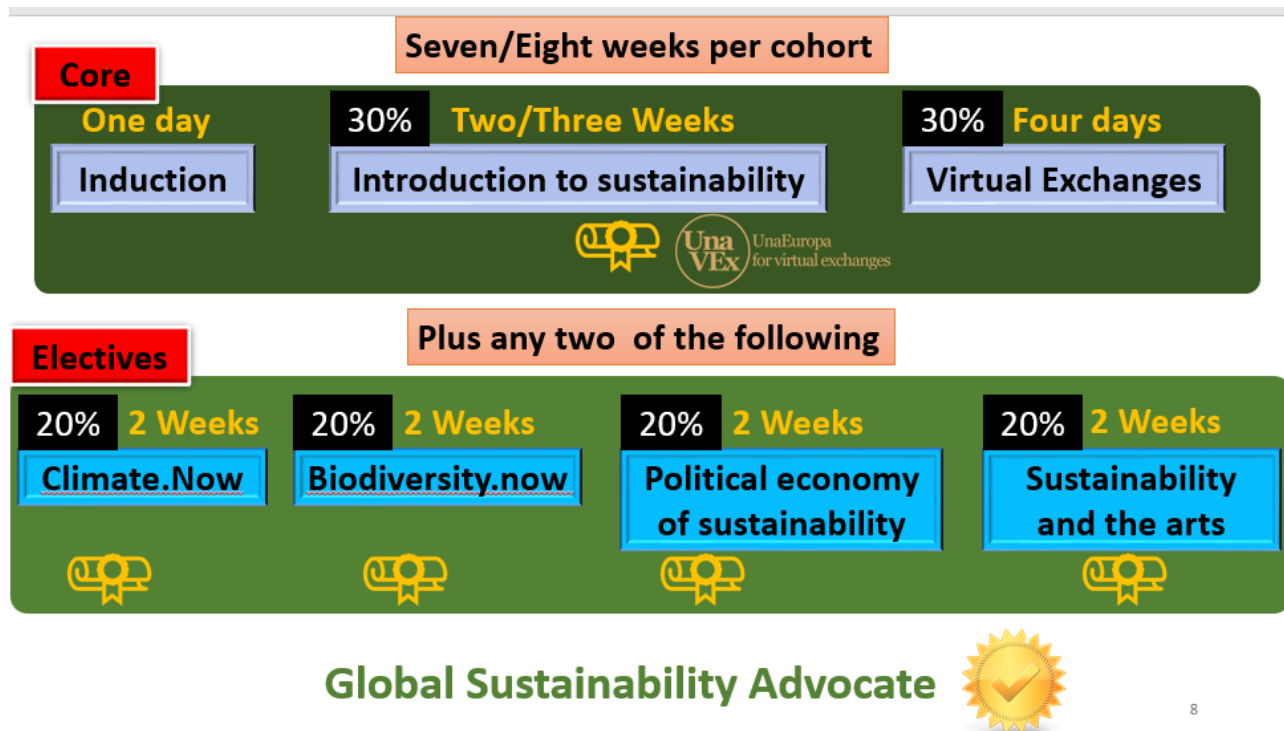 Seven/Eight weeks per cohort
Core
One day
30% Two/Three Weeks
30% Four days
Induction
Introduction to sustainability
Virtual Exchanges
Una
VEx
UnaEuropa
for virtual exchanges
Plus any two of the following
Electives
20% 2 Weeks
20% 2 Weeks
20% 2 Weeks
20% 2 Weeks
Climate.Now
Biodiversity.now
Political economy
of sustainability
Sustainability
and the arts
Global Sustainability Advocate
8